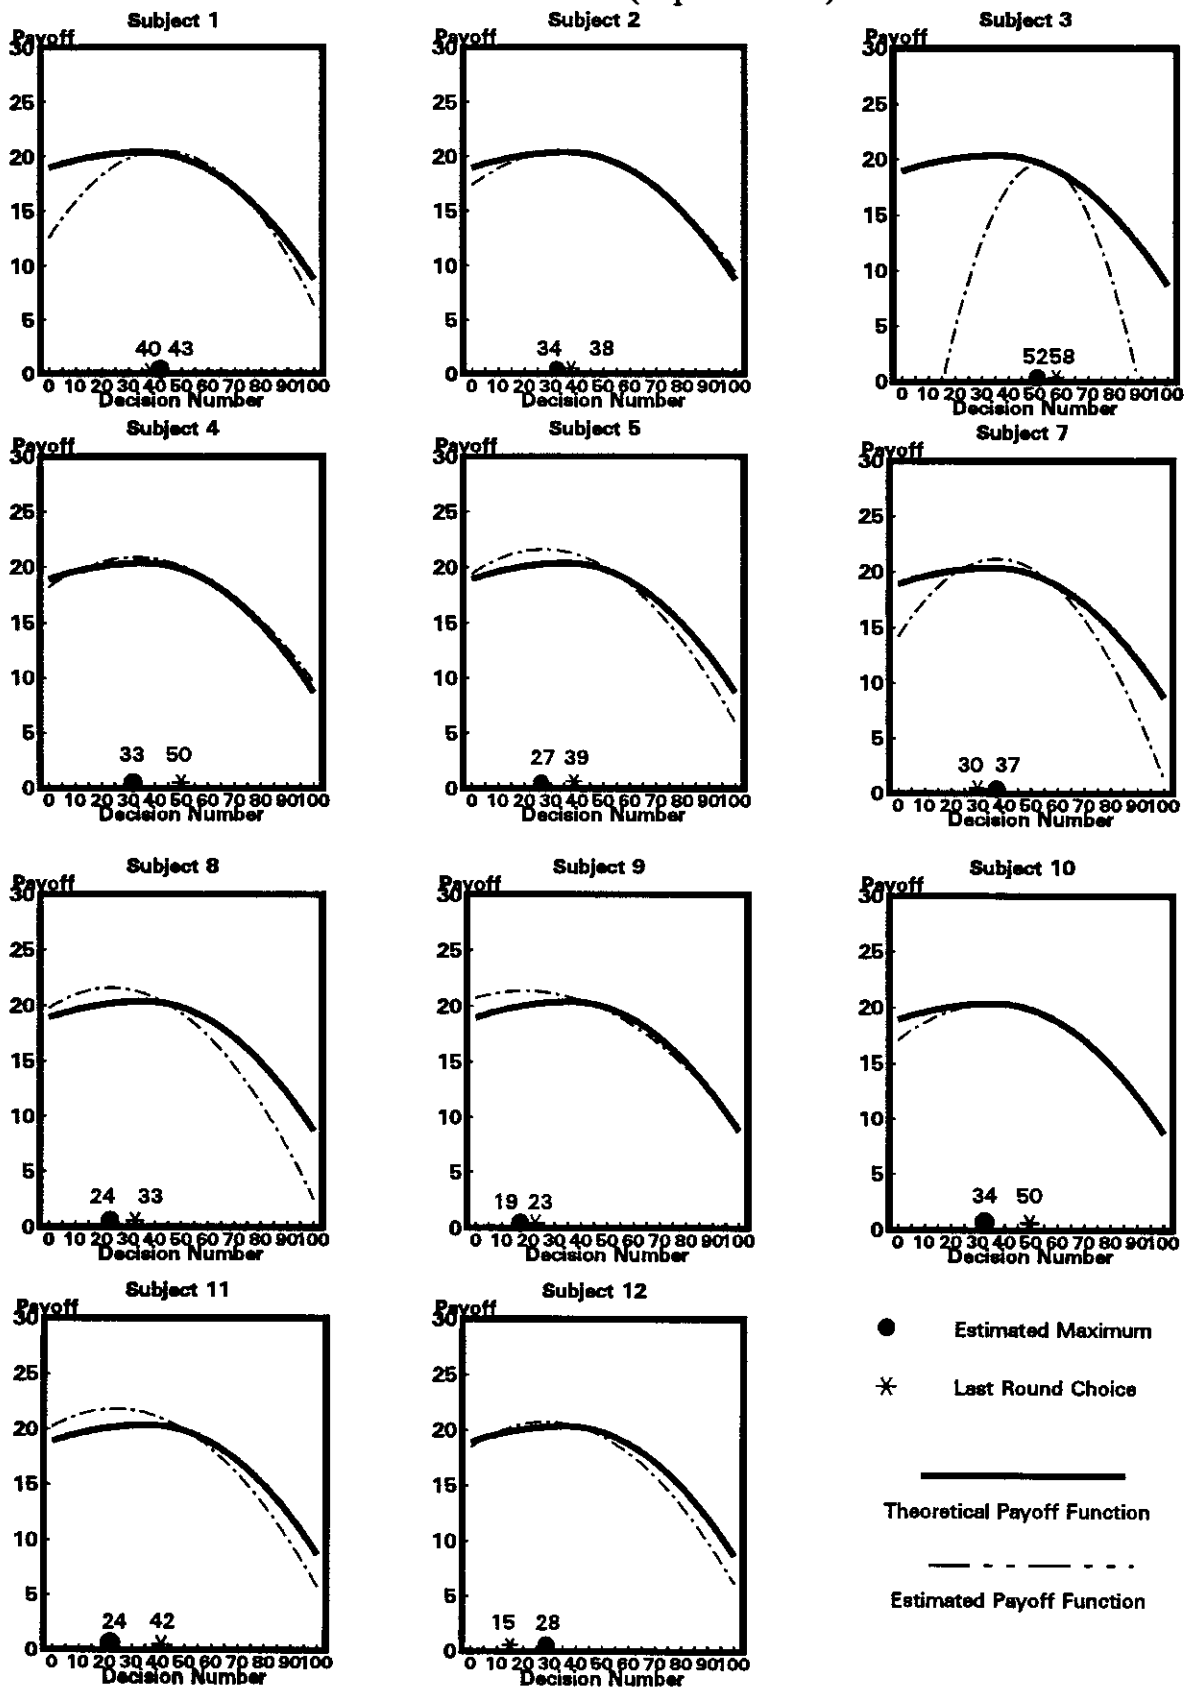 Subject 1
Payoff
30
25
20
15
10
5
0
40 43
0 10 20 30 40 50 60 70 80 90 100
Decision Number
Subject 2
Payoff
30
25
20
15
10
5
0
34 38
0 10 20 30 40 50 60 70 80 90 100
Decision Number
Subject 3
Payoff
30
25
20
15
10
5
0
52 58
0 10 20 30 40 50 60 70 80 90 100
Decision Number
Subject 4
Payoff
30
25
20
15
10
5
0
33 50
0 10 20 30 40 50 60 70 80 90 100
Decision Number
Subject 5
Payoff
30
25
20
15
10
5
0
27 39
0 10 20 30 40 50 60 70 80 90 100
Decision Number
Subject 7
Payoff
30
25
20
15
10
5
0
30 37
0 10 20 30 40 50 60 70 80 90 100
Decision Number
Subject 8
Payoff
30
25
20
15
10
5
0
24 33
0 10 20 30 40 50 60 70 80 90 100
Decision Number
Subject 9
Payoff
30
25
20
15
10
5
0
19 23
0 10 20 30 40 50 60 70 80 90 100
Decision Number
Subject 10
Payoff
30
25
20
15
10
5
0
34 50
0 10 20 30 40 50 60 70 80 90 100
Decision Number
Subject 11
Payoff
30
25
20
15
10
5
0
24 42
0 10 20 30 40 50 60 70 80 90 100
Decision Number
Subject 12
Payoff
30
25
20
15
10
5
0
15 28
0 10 20 30 40 50 60 70 80 90 100
Decision Number
Estimated Maximum
Last Round Choice
Theoretical Payoff Function
Estimated Payoff Function